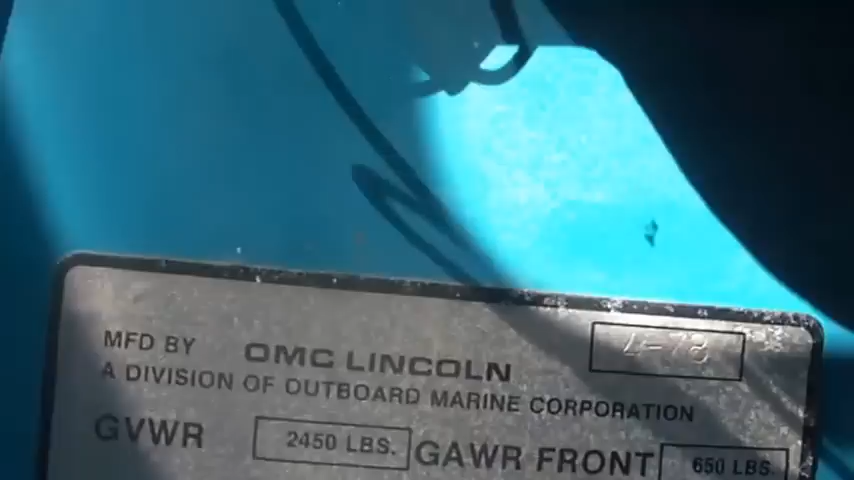 MFD BY OMC LINCOLN 4-78
A DIVISION OF OUTBOARD MARINE CORPORATION
GVWR 2450 LBS. GAWR FRONT 650 LBS.